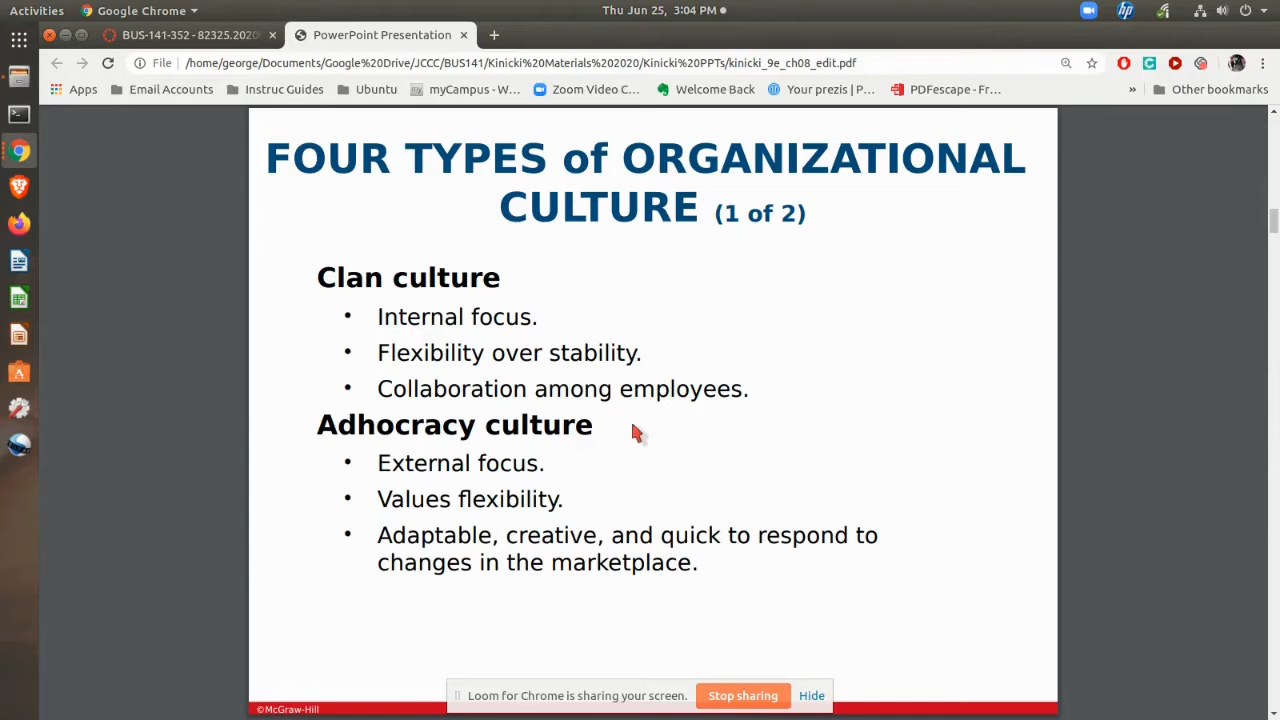 Activities Google Chrome Thu Jun 25, 3:04 PM
BUS-141-352 - 82325.2020 PowerPoint Presentation
File /home/george/Documents/Google%20Drive/JCCC/BUS141/Kinicki%20Materials%202020/Kinicki%20PPTs/kinicki_9e_ch08_edit.pdf
Apps Email Accounts Instruc Guides Ubuntu myCampus - W... Zoom Video C... Welcome Back Your prezis | P... PDFescape - Fr... » Other bookmarks
FOUR TYPES of ORGANIZATIONAL
CULTURE (1 of 2)
Clan culture
• Internal focus.
• Flexibility over stability.
• Collaboration among employees.
Adhocracy culture
• External focus.
• Values flexibility.
• Adaptable, creative, and quick to respond to
changes in the marketplace.
Loom for Chrome is sharing your screen. Stop sharing Hide
©McGraw-Hill